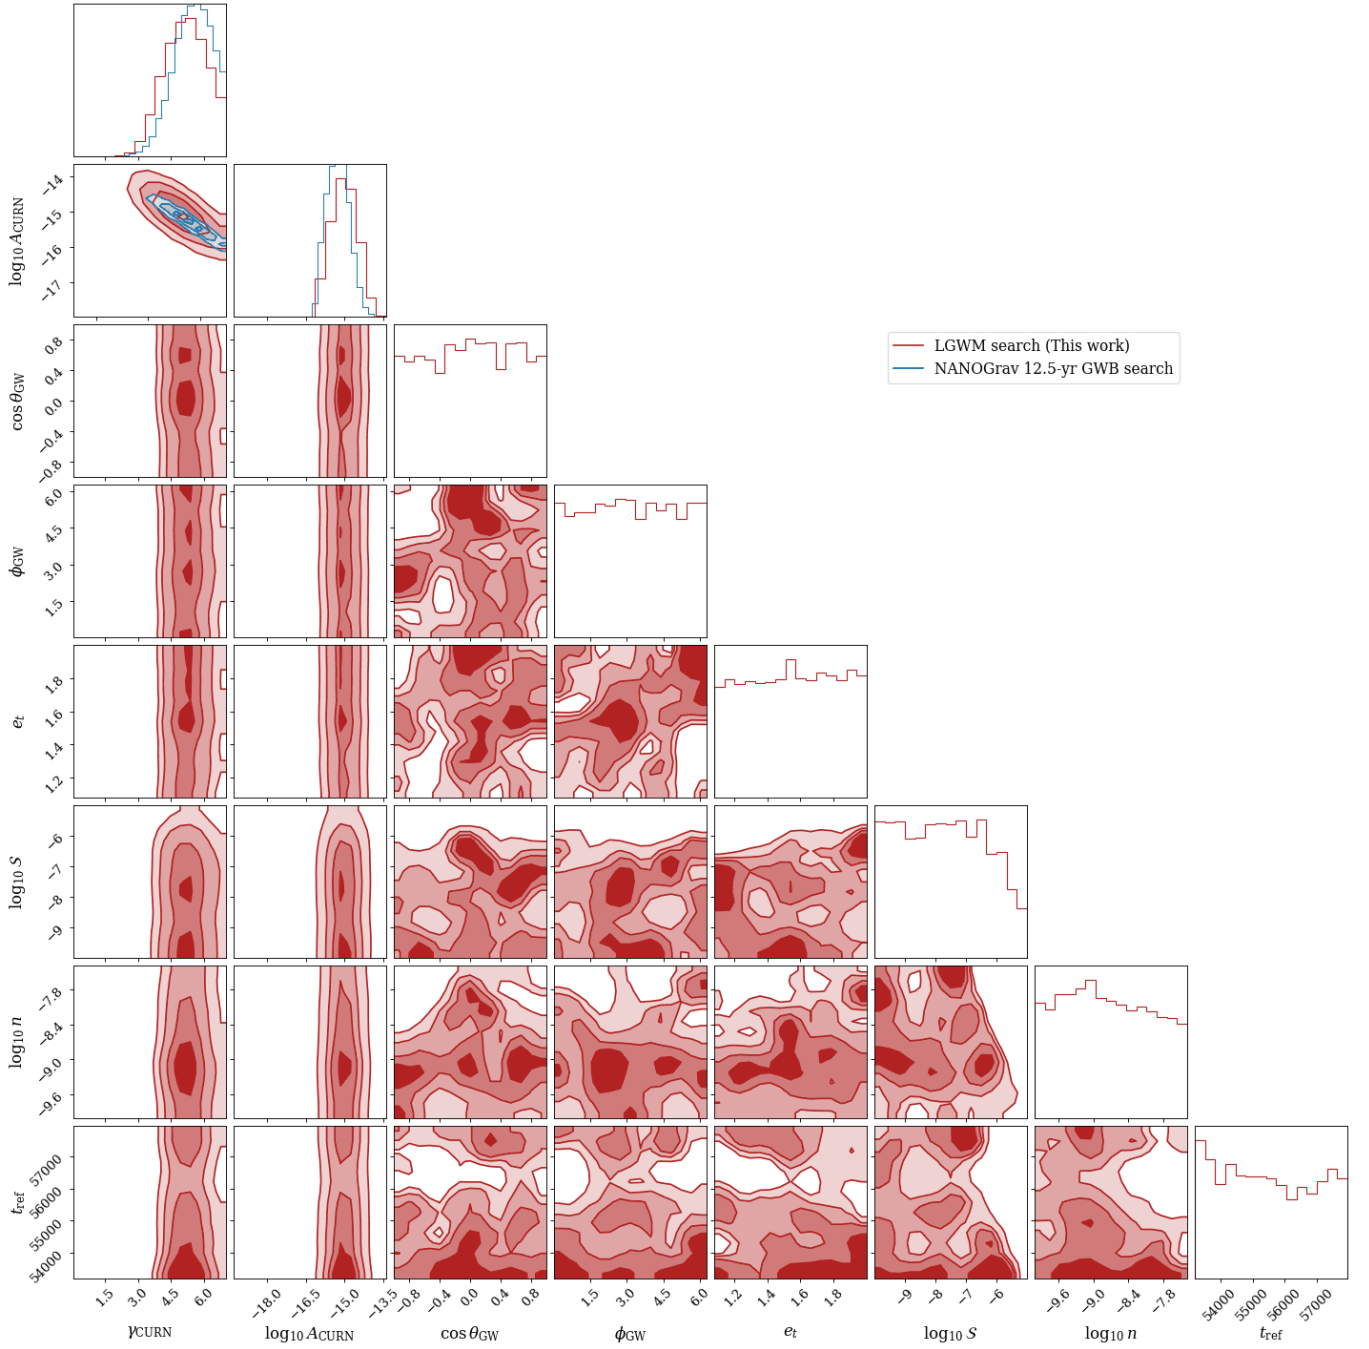 −14
−15
−16
−17
log₁₀ A_CURN
LGWM search (This work)
NANOGrav 12.5-yr GWB search
0.8
0.4
0.0
−0.4
−0.8
cos θ_GW
6.0
4.5
3.0
1.5
ϕ_GW
1.8
1.6
1.4
1.2
e_t
−6
−7
−8
−9
log₁₀ S
−7.8
−8.4
−9.0
−9.6
log₁₀ n
57000
56000
55000
54000
t_ref
1.5 3.0 4.5 6.0 −18.0 −16.5 −15.0 −13.5 −0.8 −0.4 0.0 0.4 0.8 1.5 3.0 4.5 6.0 1.2 1.4 1.6 1.8 −9 −8 −7 −6 −9.6 −9.0 −8.4 −7.8 54000 55000 56000 57000
γ_CURN log₁₀ A_CURN cos θ_GW ϕ_GW e_t log₁₀ S log₁₀ n t_ref